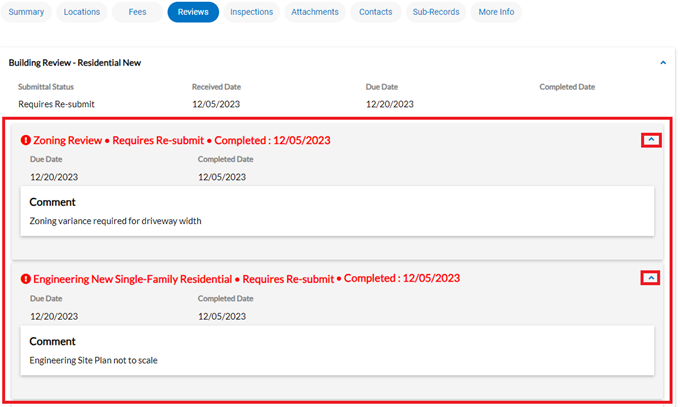 Summary Locations Fees Reviews Inspections Attachments Contacts Sub-Records More Info
Building Review - Residential New
Submittal Status Received Date Due Date Completed Date
Requires Re-submit 12/05/2023 12/20/2023
Zoning Review • Requires Re-submit • Completed : 12/05/2023
Due Date Completed Date
12/20/2023 12/05/2023
Comment
Zoning variance required for driveway width
Engineering New Single-Family Residential • Requires Re-submit • Completed : 12/05/2023
Due Date Completed Date
12/20/2023 12/05/2023
Comment
Engineering Site Plan not to scale